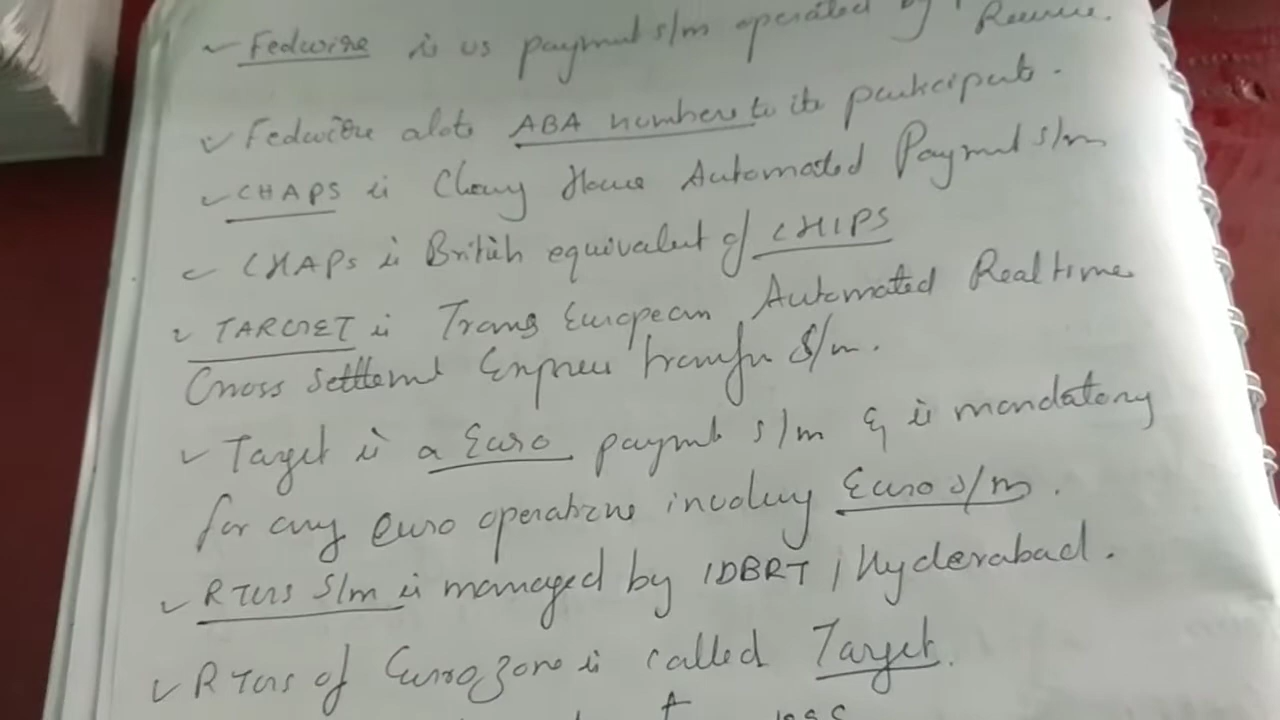 Fedwire is US payment s/m operated by Reserve.
Fedwire alots ABA numbers to its participants.
CHAPS is Clearing House Automated Payment s/m
CHAPS is British equivalent of CHIPS
TARGET is Trans European Automated Real time
Gross Settlement Express transfer s/m.
Target is a Euro payment s/m & is mandatory
for any euro operations involving Euro s/m.
RTGS S/m is managed by IDBRT, Hyderabad.
RTGS of Eurozone is called Target.